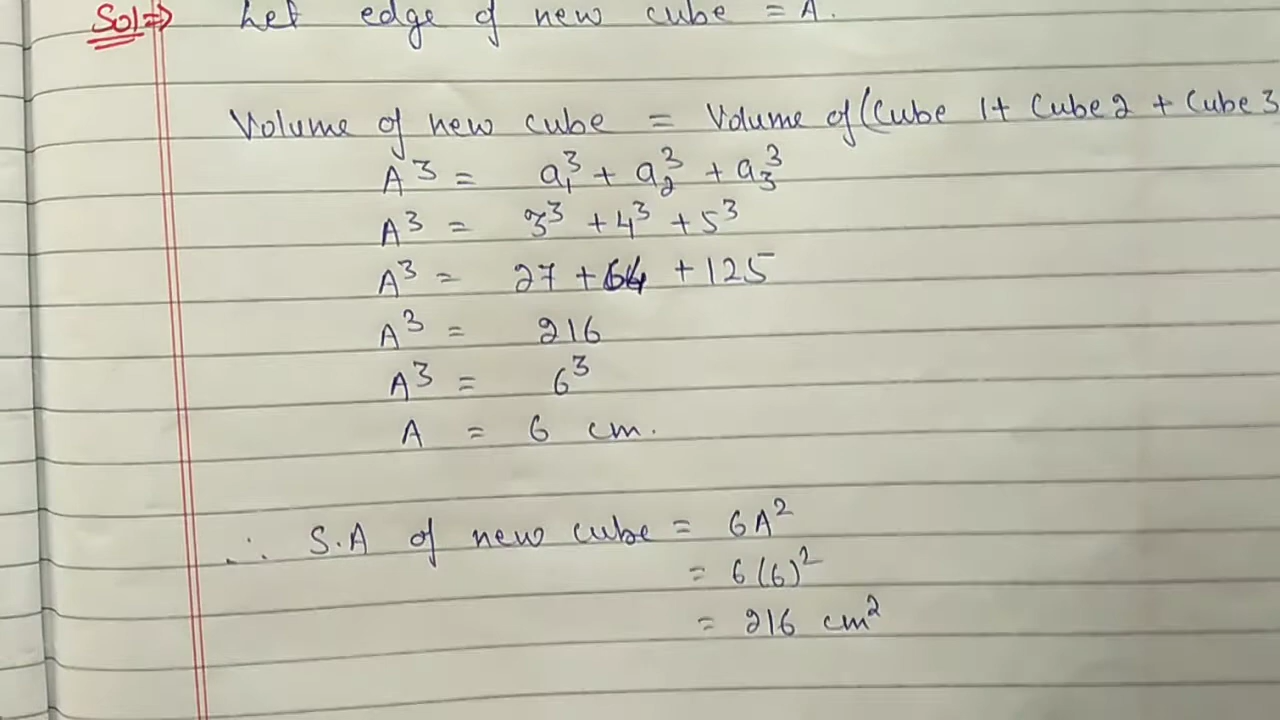 Sol⇒ Let edge of new cube = A.
Volume of new cube = Volume of (Cube 1 + Cube 2 + Cube 3
A³ = a₁³ + a₂³ + a₃³
A³ = 3³ + 4³ + 5³
A³ = 27 + 64 + 125
A³ = 216
A³ = 6³
A = 6 cm.
∴ S.A of new cube = 6A²
= 6(6)²
= 216 cm²